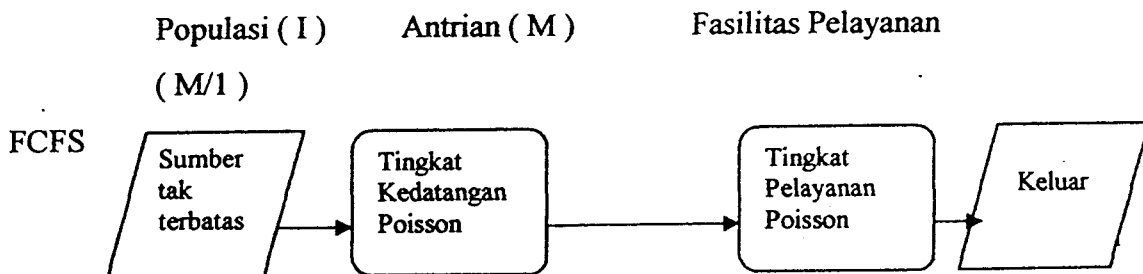 Populasi ( I ) Antrian ( M ) Fasilitas Pelayanan
( M/1 )
FCFS
Sumber
tak
terbatas
Tingkat
Kedatangan
Poisson
Tingkat
Pelayanan
Poisson
Keluar